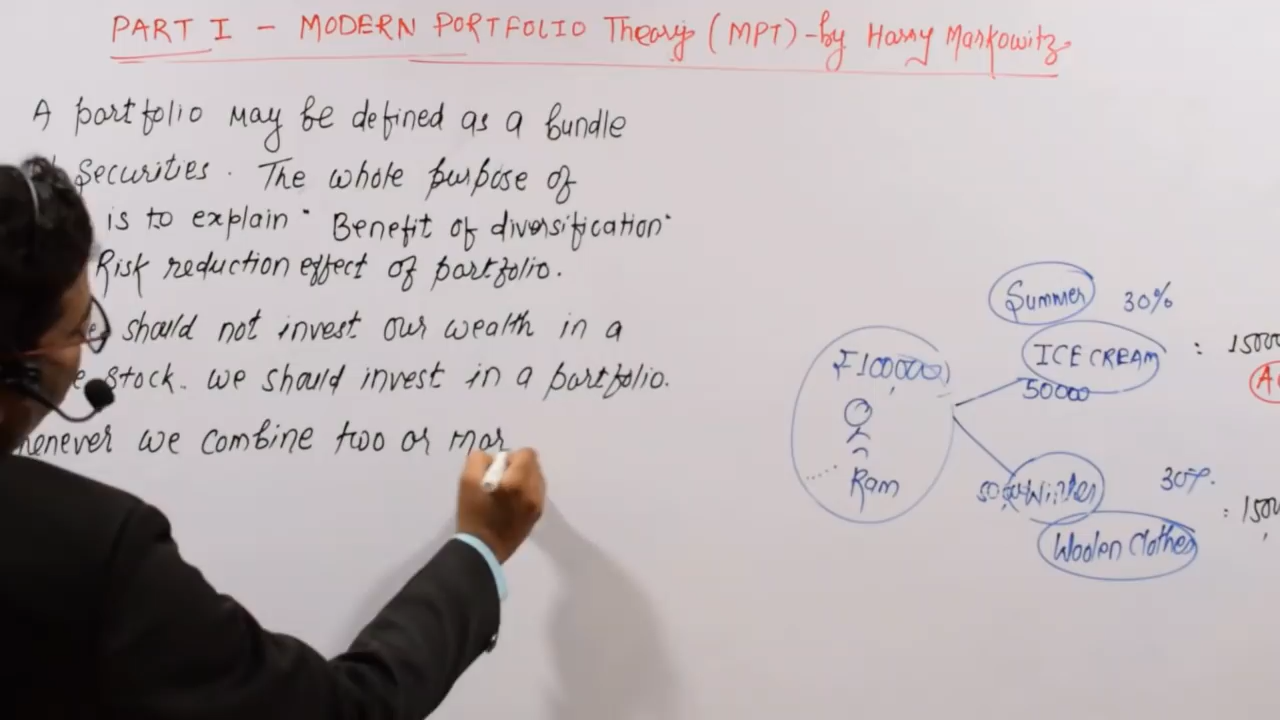 PART I - MODERN PORTFOLIO Theory (MPT) - by Harry Markowitz
A portfolio may be defined as a bundle
Securities. The whole purpose of
is to explain "Benefit of diversification"
Risk reduction effect of portfolio.
should not invest our wealth in a
stock. we should invest in a portfolio.
henever we combine two or mor
Summer 30%
ICE CREAM : 1500
50000
₹100000
Ram
Winter 30%
: 150
Woolen Clothes